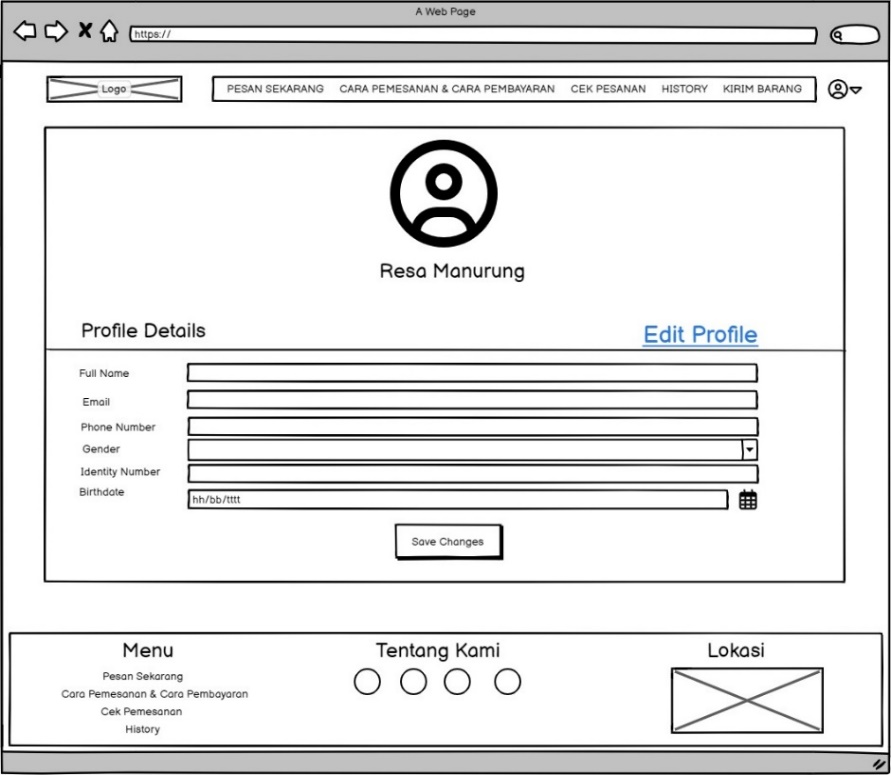 A Web Page
https://
Logo
PESAN SEKARANG CARA PEMESANAN & CARA PEMBAYARAN CEK PESANAN HISTORY KIRIM BARANG
Resa Manurung
Profile Details Edit Profile
Full Name
Email
Phone Number
Gender
Identity Number
Birthdate
hh/bb/tttt
Save Changes
Menu
Pesan Sekarang
Cara Pemesanan & Cara Pembayaran
Cek Pemesanan
History
Tentang Kami
Lokasi